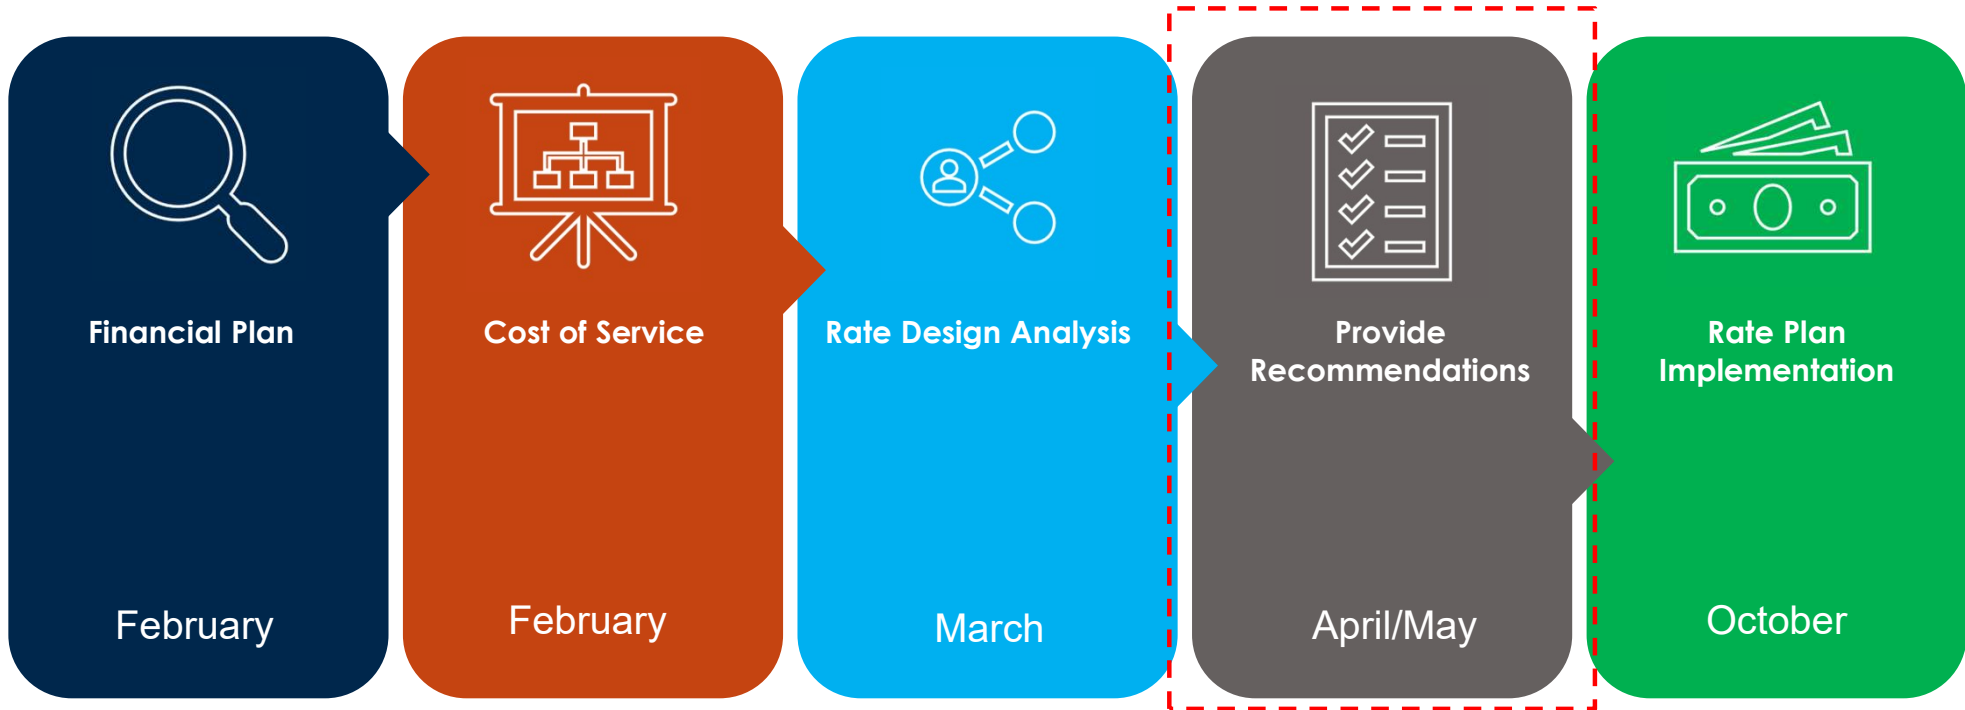 Financial Plan
February
Cost of Service
February
Rate Design Analysis
March
Provide
Recommendations
April/May
Rate Plan
Implementation
October